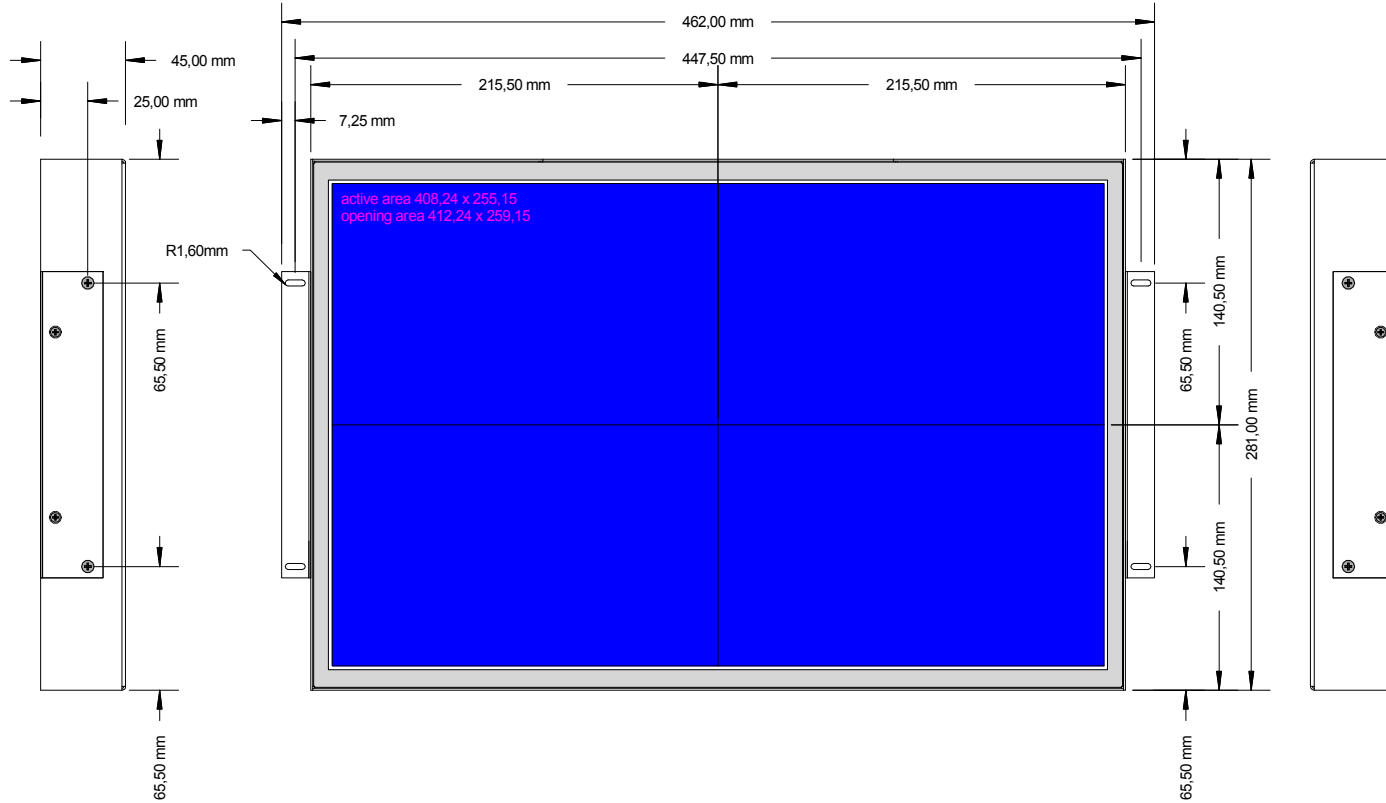 462,00 mm
45,00 mm
447,50 mm
215,50 mm
215,50 mm
25,00 mm
7,25 mm
active area 408,24 x 255,15
opening area 412,24 x 259,15
R1,60mm
65,50 mm
140,50 mm
65,50 mm
281,00 mm
140,50 mm
65,50 mm
65,50 mm